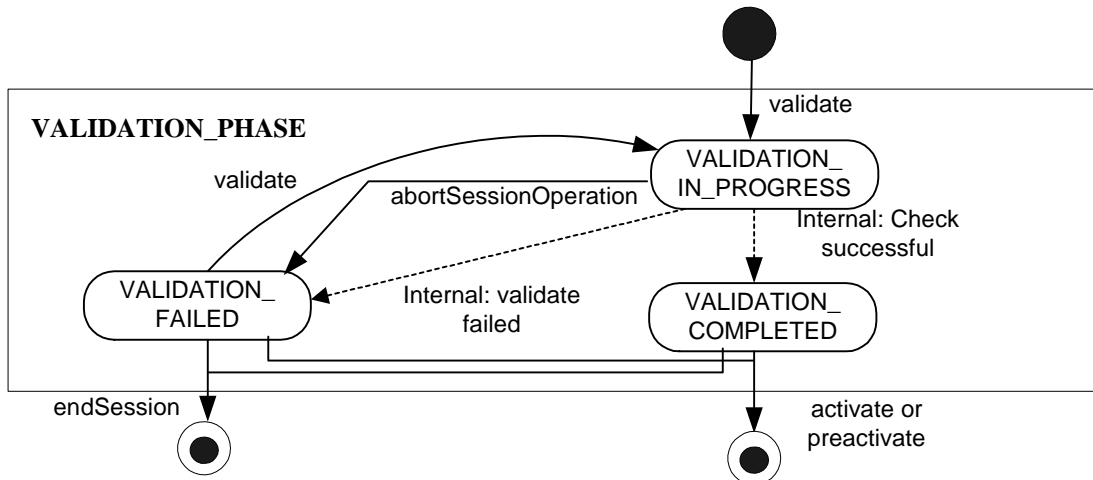 validate
VALIDATION_PHASE
VALIDATION_
IN_PROGRESS
validate
abortSessionOperation
Internal: Check
successful
VALIDATION_
FAILED
Internal: validate
failed
VALIDATION_
COMPLETED
endSession
activate or
preactivate